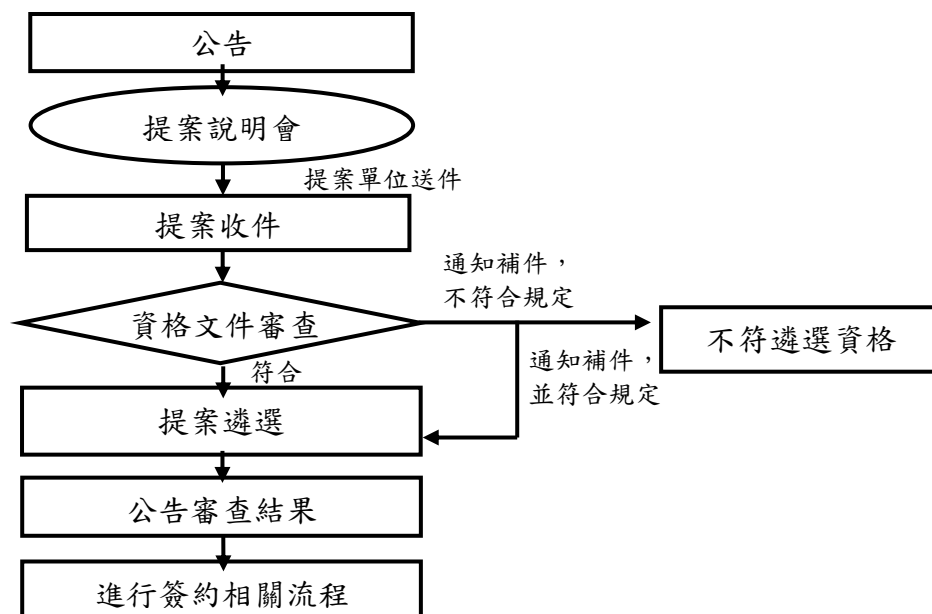 公告
提案說明會
提案單位送件
提案收件
通知補件，
不符合規定
資格文件審查
不符遴選資格
通知補件，
並符合規定
符合
提案遴選
公告審查結果
進行簽約相關流程